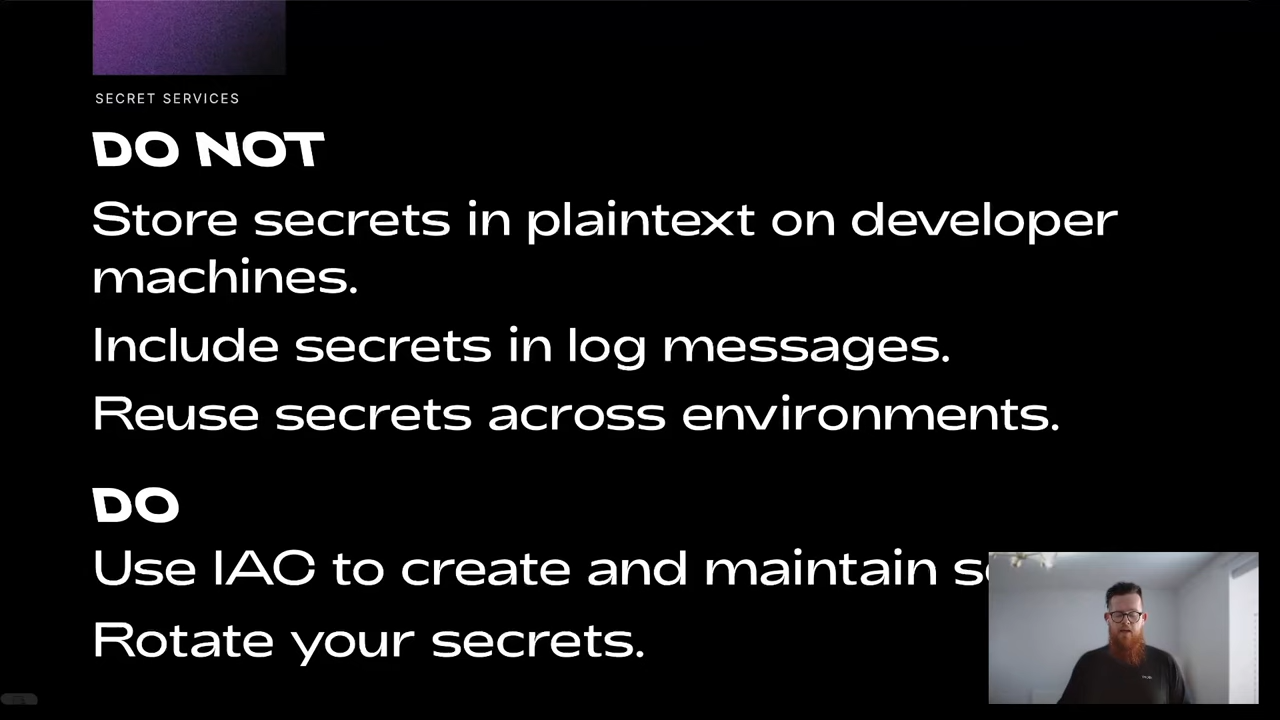 SECRET SERVICES
DO NOT
Store secrets in plaintext on developer
machines.
Include secrets in log messages.
Reuse secrets across environments.
DO
Use IAC to create and maintain
Rotate your secrets.